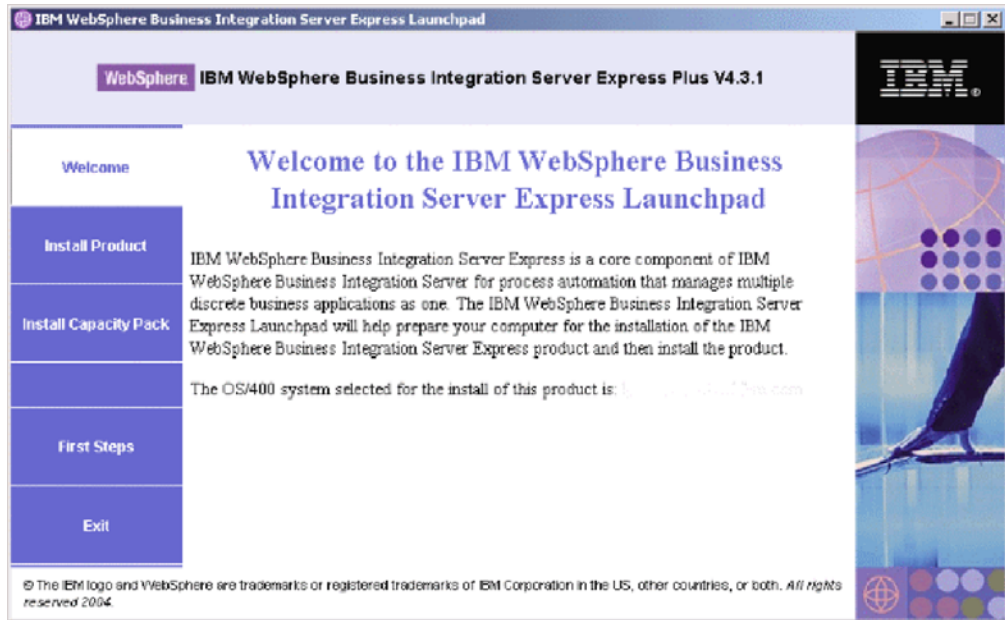 IBM WebSphere Business Integration Server Express Launchpad
WebSphere IBM WebSphere Business Integration Server Express Plus V4.3.1
IBM®
Welcome
Install Product
Install Capacity Pack
First Steps
Exit
Welcome to the IBM WebSphere Business
Integration Server Express Launchpad
IBM WebSphere Business Integration Server Express is a core component of IBM
WebSphere Business Integration Server for process automation that manages multiple
discrete business applications as one. The IBM WebSphere Business Integration Server
Express Launchpad will help prepare your computer for the installation of the IBM
WebSphere Business Integration Server Express product and then install the product.
The OS/400 system selected for the install of this product is:
© The IBM logo and WebSphere are trademarks or registered trademarks of IBM Corporation in the US, other countries, or both. All rights
reserved 2004.